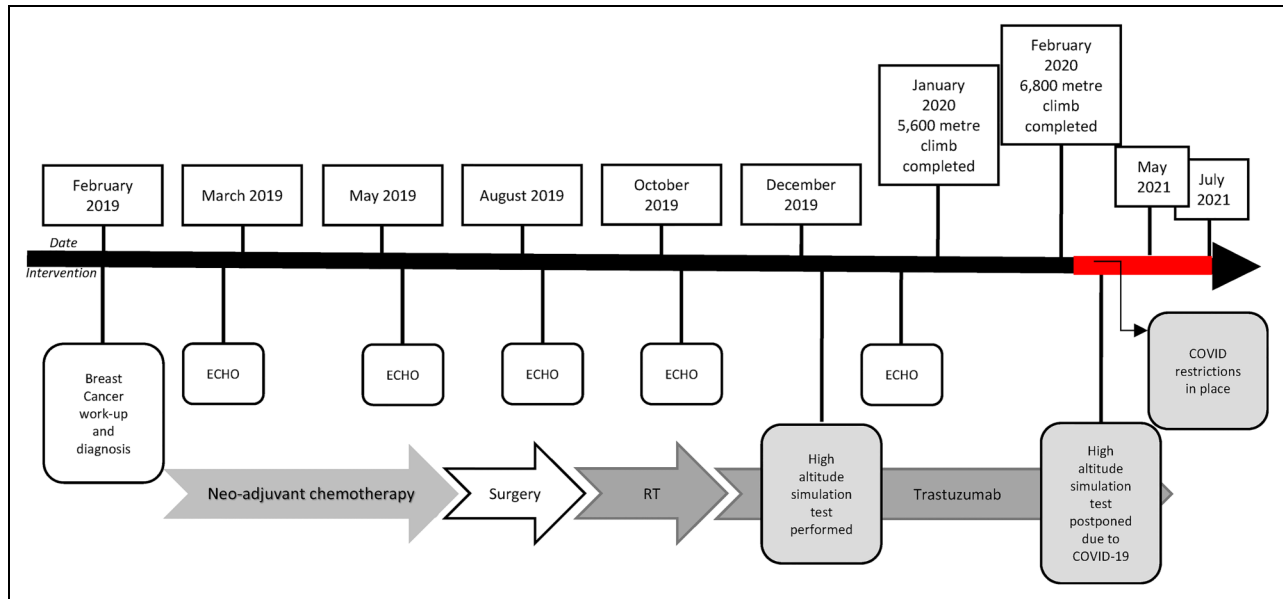 February
2019
March 2019
May 2019
August 2019
October
2019
December
2019
January
2020
5,600 metre
climb
completed
February
2020
6,800 metre
climb
completed
May
2021
July
2021
Date
Intervention
Breast
Cancer
work-up
and
diagnosis
ECHO
ECHO
ECHO
ECHO
ECHO
COVID
restrictions
in place
Neo-adjuvant chemotherapy
Surgery
RT
High
altitude
simulation
test
performed
Trastuzumab
High
altitude
simulation
test
postponed
due to
COVID-19